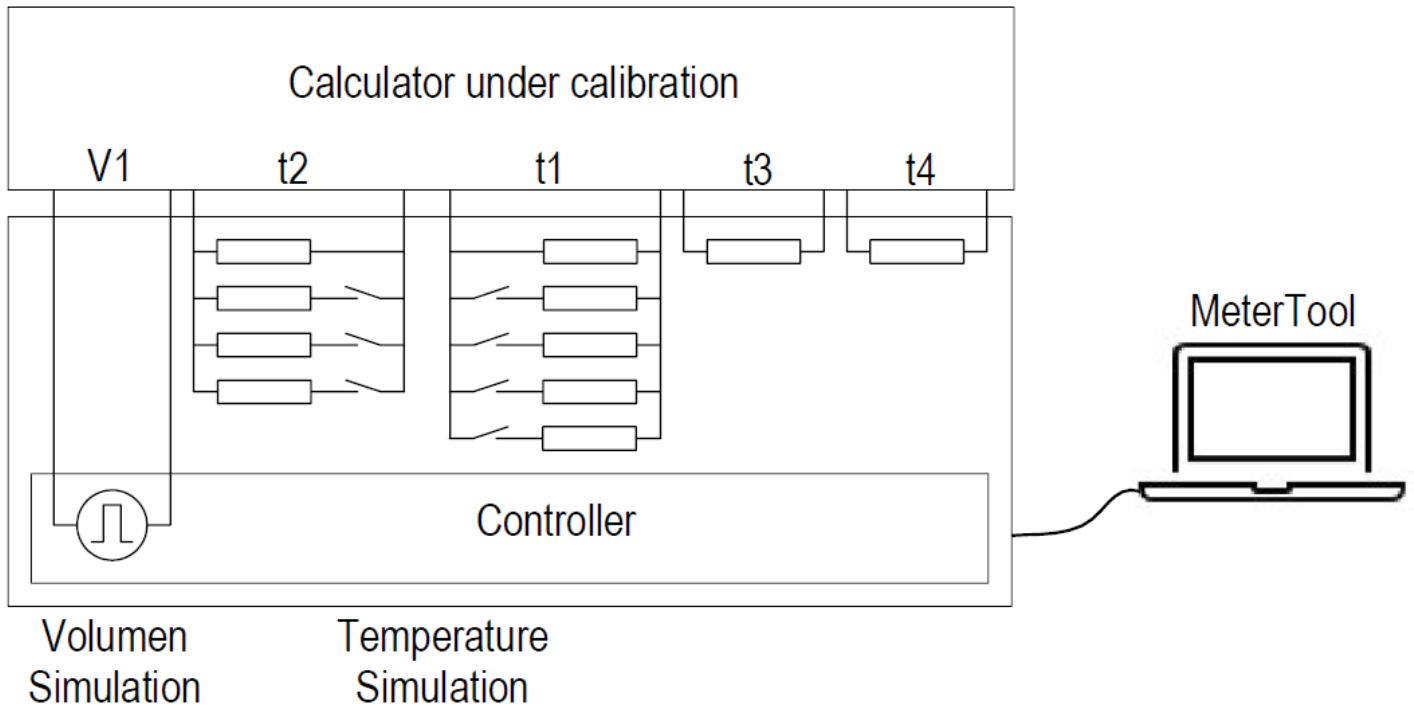 Calculator under calibration
V1
t2
t1
t3
t4
MeterTool
Controller
Volumen
Simulation
Temperature
Simulation